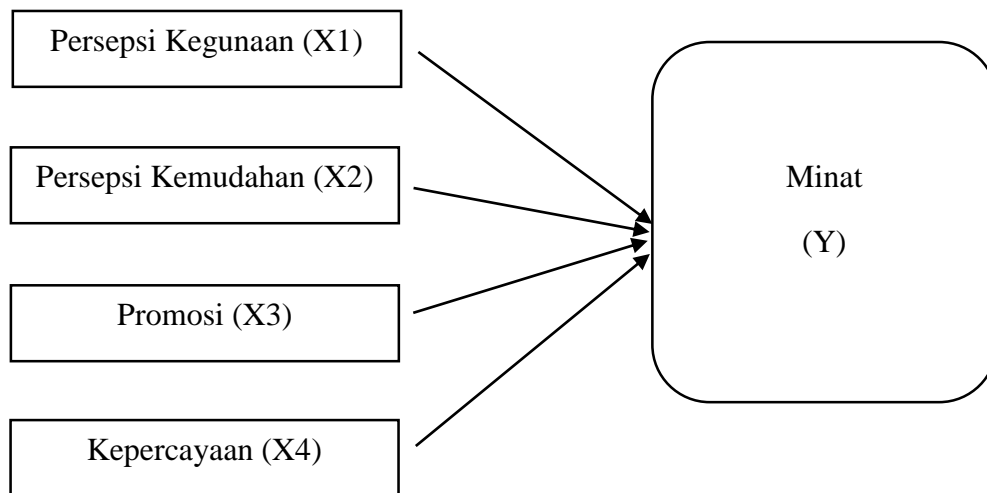 Persepsi Kegunaan (X1)
Persepsi Kemudahan (X2)
Promosi (X3)
Kepercayaan (X4)
Minat
(Y)